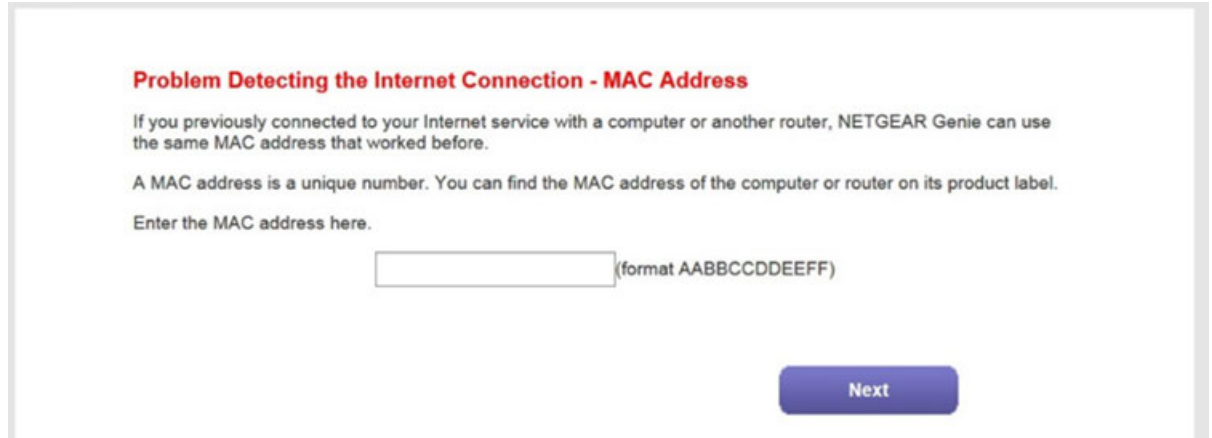 Problem Detecting the Internet Connection - MAC Address
If you previously connected to your Internet service with a computer or another router, NETGEAR Genie can use
the same MAC address that worked before.
A MAC address is a unique number. You can find the MAC address of the computer or router on its product label.
Enter the MAC address here.
(format AABBCCDDEEFF)
Next